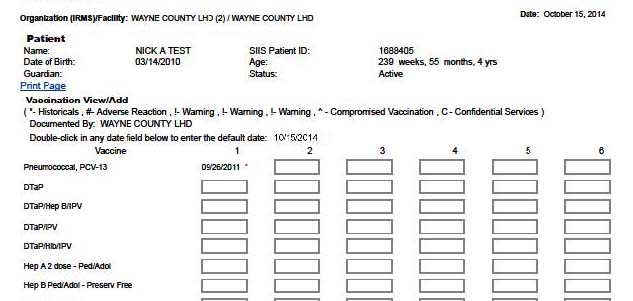 Organization (IRMS)/Facility: WAYNE COUNTY LHD (2) / WAYNE COUNTY LHD Date: October 15, 2014
Patient
Name: NICK A TEST SIIS Patient ID: 1688405
Date of Birth: 03/14/2010 Age: 239 weeks, 55 months, 4 yrs
Guardian: Status: Active
Print Page
Vaccination View/Add
( *- Historicals , #- Adverse Reaction , !- Warning , !- Warning , !- Warning , ^ - Compromised Vaccination , C - Confidential Services )
Documented By: WAYNE COUNTY LHD
Double-click in any date field below to enter the default date: 10/15/2014
Vaccine 1 2 3 4 5 6
Pneumococcal, PCV-13 09/26/2011 *
DTaP
DTaP/Hep B/IPV
DTaP/IPV
DTaP/Hib/IPV
Hep A 2 dose - Ped/Adol
Hep B Ped/Adol - Preserv Free